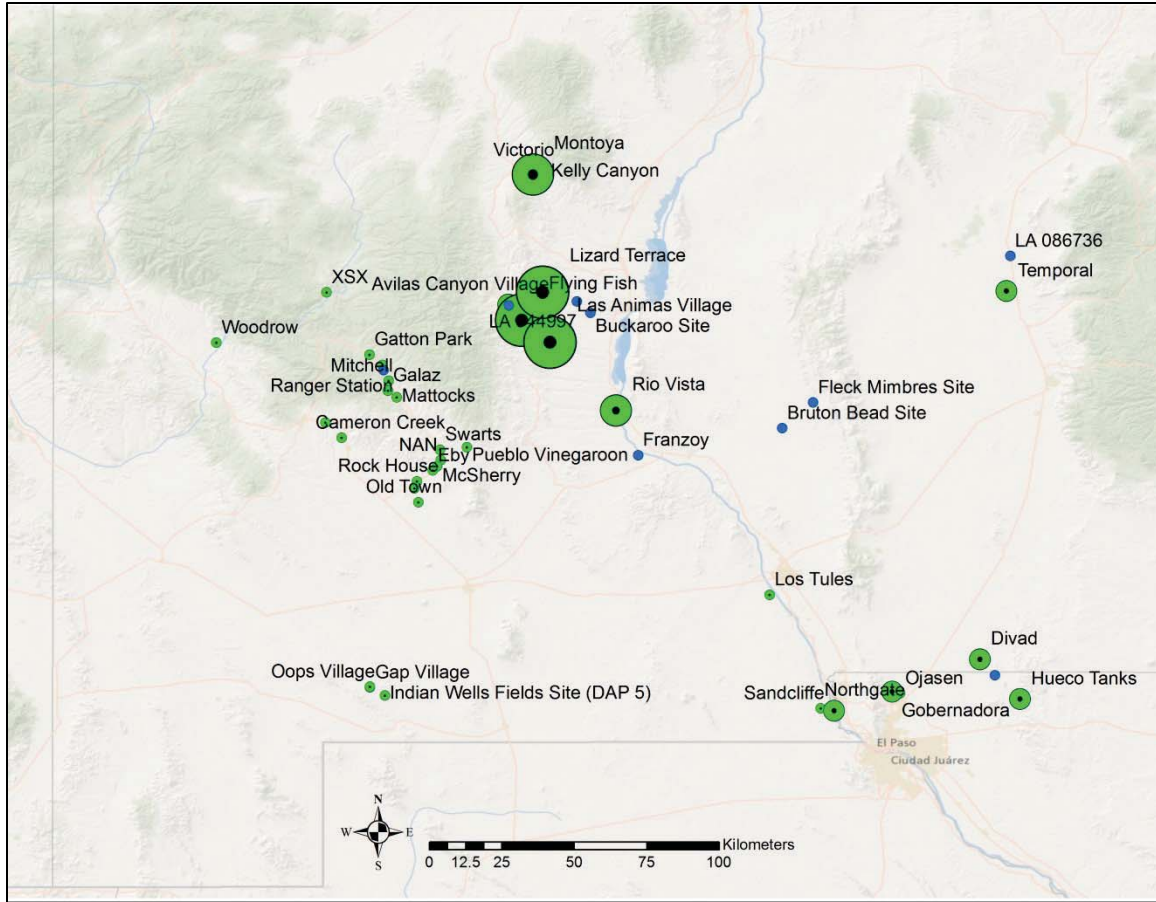 Victorio Montoya
Kelly Canyon
LA 086736
Lizard Terrace
Temporal
XSX
Avilas Canyon Village Flying Fish
Las Animas Village
LA 44997
Buckaroo Site
Woodrow
Gatton Park
Mitchell
Galaz
Ranger Station
Mattocks
Rio Vista
Fleck Mimbres Site
Bruton Bead Site
Cameron Creek
Swarts
NAN
Franzoy
Eby Pueblo Vinegaroon
Rock House
McSherry
Old Town
Los Tules
Divad
Oops Village Gap Village
Indian Wells Fields Site (DAP 5)
Ojasen
Hueco Tanks
Sandcliffe Northgate
Gobernadora
El Paso
Ciudad Juárez
N
W E
S
Kilometers
0 12.5 25 50 75 100